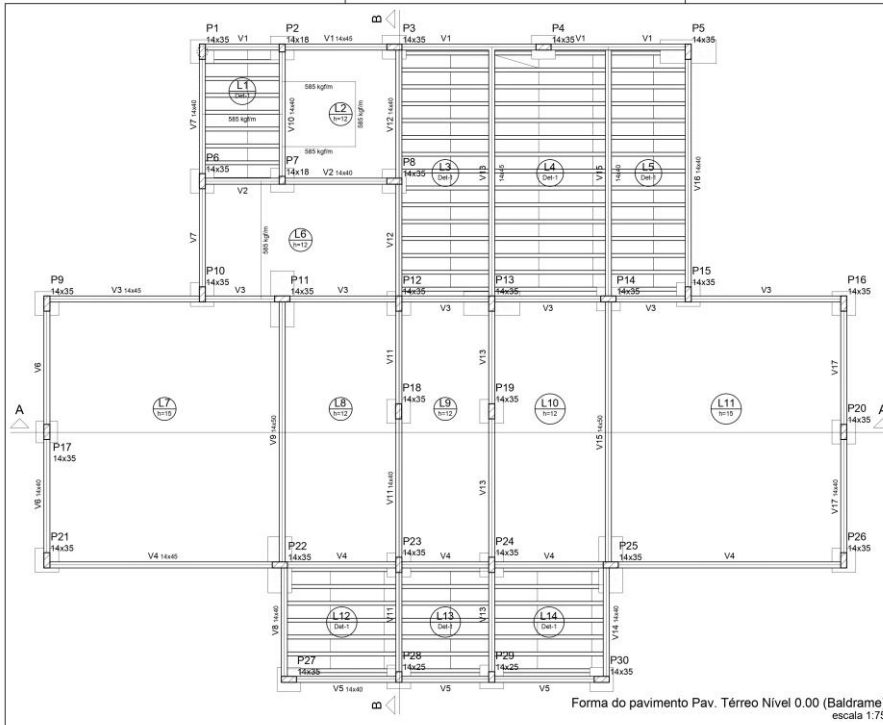 B
P1
14x35
V1
P2
14x18
V1 14x45
P3
14x35
V1
P4
14x35
V1
V1
P5
14x35
L1
Det-1
585 kgf/m
V7 14x40
V10 14x40
585 kgf/m
L2
h=12
585 kgf/m
585 kgf/m
V12 14x40
P6
14x35
V2
P7
14x18
V2 14x40
P8
14x35
L3
Det-1
V13
14x45
L4
Det-1
V15
14x40
L5
Det-1
V16 14x40
V7
585 kgf/m
L6
h=12
V12
P9
14x35
V3 14x45
P10
14x35
V3
P11
14x35
V3
P12
14x35
V3
P13
14x35
V3
P14
14x35
V3
P15
14x35
V3
P16
14x35
V6
V11
V13
V17
A
L7
h=15
L8
h=12
P18
14x35
L9
h=12
P19
14x35
L10
h=12
L11
h=15
P20
14x35
A
P17
14x35
V9 14x50
V15 14x50
V6 14x40
V11 14x40
V13
V17 14x40
P21
14x35
V4 14x45
P22
14x35
V4
P23
14x35
V4
P24
14x35
V4
P25
14x35
V4
P26
14x35
V8 14x40
L12
Det-1
V11
L13
Det-1
V13
L14
Det-1
V14 14x40
P27
14x35
V5 14x40
P28
14x25
V5
P29
14x25
V5
P30
14x35
B
Forma do pavimento Pav. Térreo Nível 0.00 (Baldrame)
escala 1:75